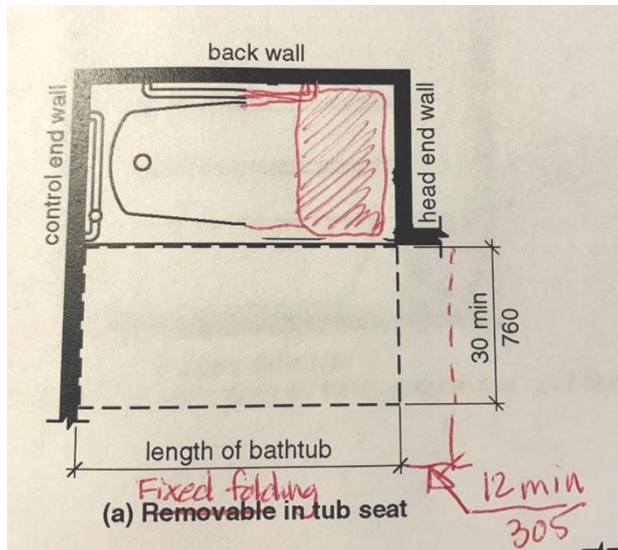 back wall
control end wall
head end wall
30 min
760
length of bathtub
Fixed folding
12 min
305
(a) Removable in tub seat